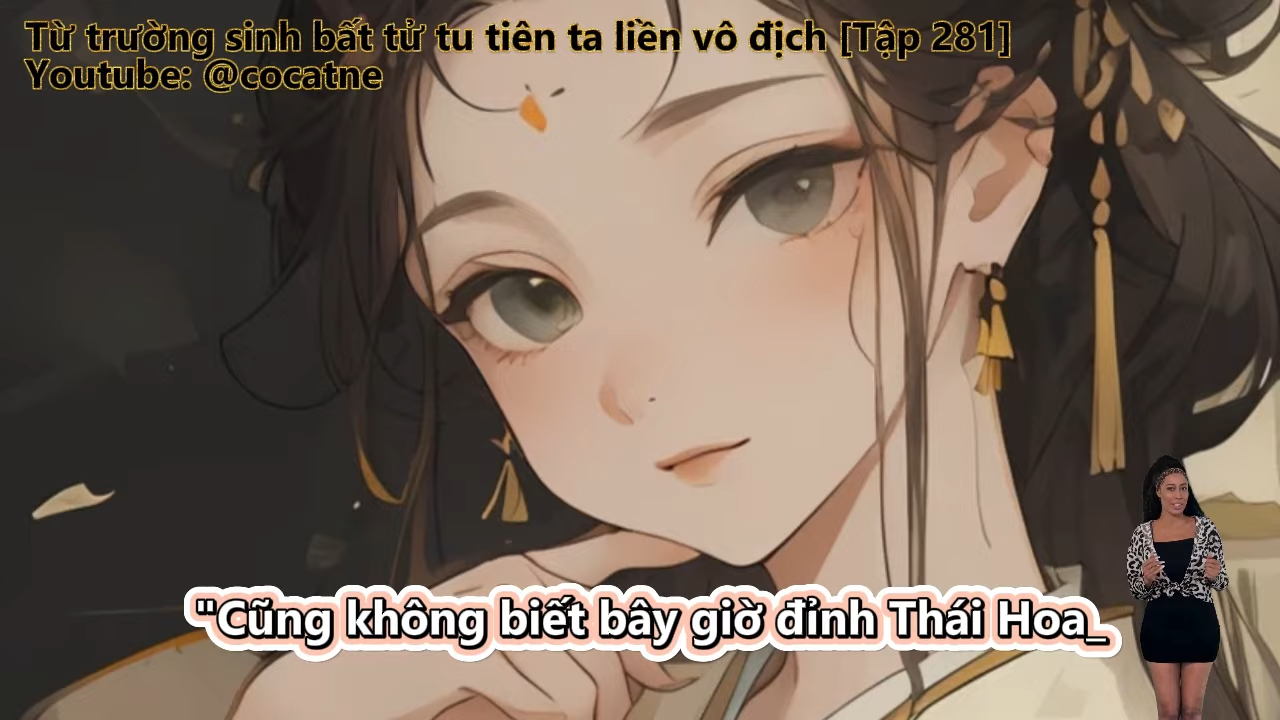 Từ trường sinh bất tử tu tiên ta liền vô địch [Tập 281]
Youtube: @cocatne
"Cũng không biết bây giờ đỉnh Thái Hoa_